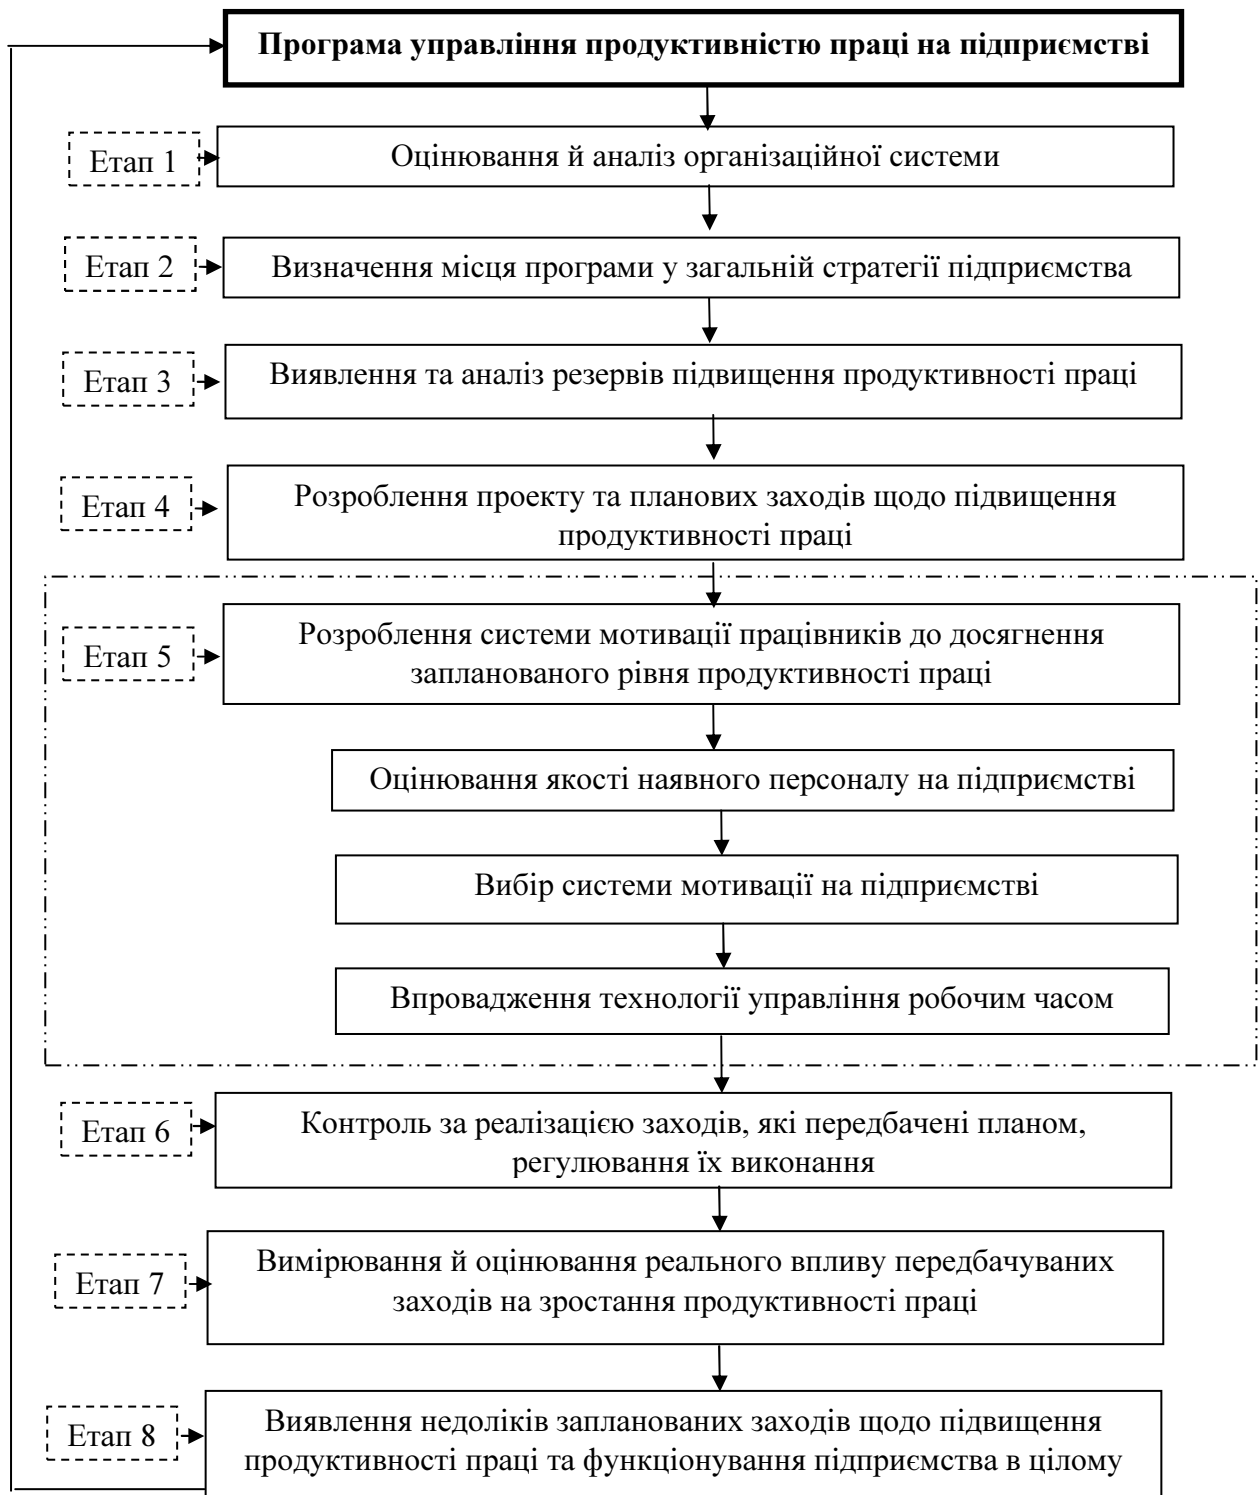 Програма управління продуктивністю праці на підприємстві
Етап 1
Оцінювання й аналіз організаційної системи
Етап 2
Визначення місця програми у загальній стратегії підприємства
Етап 3
Виявлення та аналіз резервів підвищення продуктивності праці
Етап 4
Розроблення проекту та планових заходів щодо підвищення
продуктивності праці
Етап 5
Розроблення системи мотивації працівників до досягнення
запланованого рівня продуктивності праці
Оцінювання якості наявного персоналу на підприємстві
Вибір системи мотивації на підприємстві
Впровадження технології управління робочим часом
Етап 6
Контроль за реалізацією заходів, які передбачені планом,
регулювання їх виконання
Етап 7
Вимірювання й оцінювання реального впливу передбачуваних
заходів на зростання продуктивності праці
Етап 8
Виявлення недоліків запланованих заходів щодо підвищення
продуктивності праці та функціонування підприємства в цілому